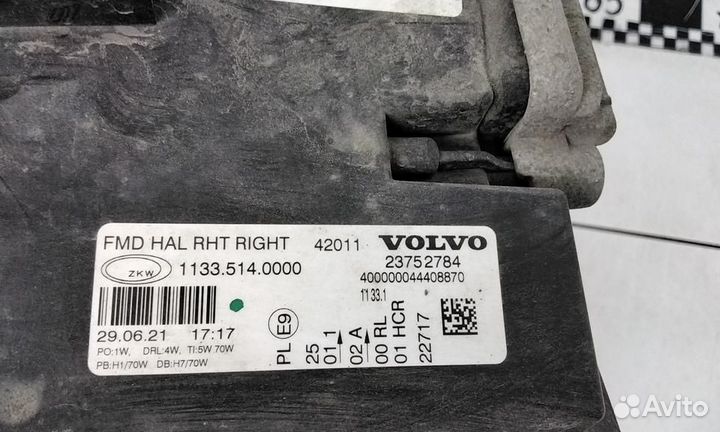 FMD HAL RHT RIGHT 42011 VOLVO
ZKW 1133.514.0000 23752784
400000044408870
1133.1
29.06.21 17:17
PO:1W, DRL:4W, TI:5W 70W
PB:H1/70W DB:H7/70W
PL E9
25
01 1
02 A
00 RL
01 HCR
22717
Avito